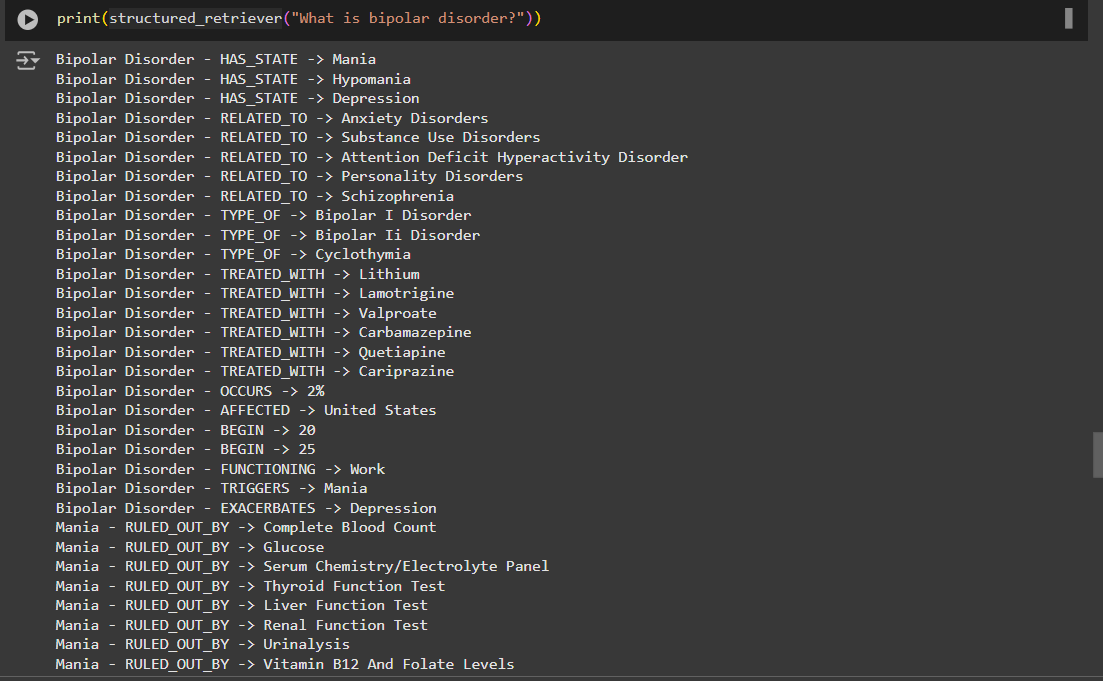 print(structured_retriever("What is bipolar disorder?"))
Bipolar Disorder - HAS_STATE -> Mania
Bipolar Disorder - HAS_STATE -> Hypomania
Bipolar Disorder - HAS_STATE -> Depression
Bipolar Disorder - RELATED_TO -> Anxiety Disorders
Bipolar Disorder - RELATED_TO -> Substance Use Disorders
Bipolar Disorder - RELATED_TO -> Attention Deficit Hyperactivity Disorder
Bipolar Disorder - RELATED_TO -> Personality Disorders
Bipolar Disorder - RELATED_TO -> Schizophrenia
Bipolar Disorder - TYPE_OF -> Bipolar I Disorder
Bipolar Disorder - TYPE_OF -> Bipolar Ii Disorder
Bipolar Disorder - TYPE_OF -> Cyclothymia
Bipolar Disorder - TREATED_WITH -> Lithium
Bipolar Disorder - TREATED_WITH -> Lamotrigine
Bipolar Disorder - TREATED_WITH -> Valproate
Bipolar Disorder - TREATED_WITH -> Carbamazepine
Bipolar Disorder - TREATED_WITH -> Quetiapine
Bipolar Disorder - TREATED_WITH -> Cariprazine
Bipolar Disorder - OCCURS -> 2%
Bipolar Disorder - AFFECTED -> United States
Bipolar Disorder - BEGIN -> 20
Bipolar Disorder - BEGIN -> 25
Bipolar Disorder - FUNCTIONING -> Work
Bipolar Disorder - TRIGGERS -> Mania
Bipolar Disorder - EXACERBATES -> Depression
Mania - RULED_OUT_BY -> Complete Blood Count
Mania - RULED_OUT_BY -> Glucose
Mania - RULED_OUT_BY -> Serum Chemistry/Electrolyte Panel
Mania - RULED_OUT_BY -> Thyroid Function Test
Mania - RULED_OUT_BY -> Liver Function Test
Mania - RULED_OUT_BY -> Renal Function Test
Mania - RULED_OUT_BY -> Urinalysis
Mania - RULED_OUT_BY -> Vitamin B12 And Folate Levels